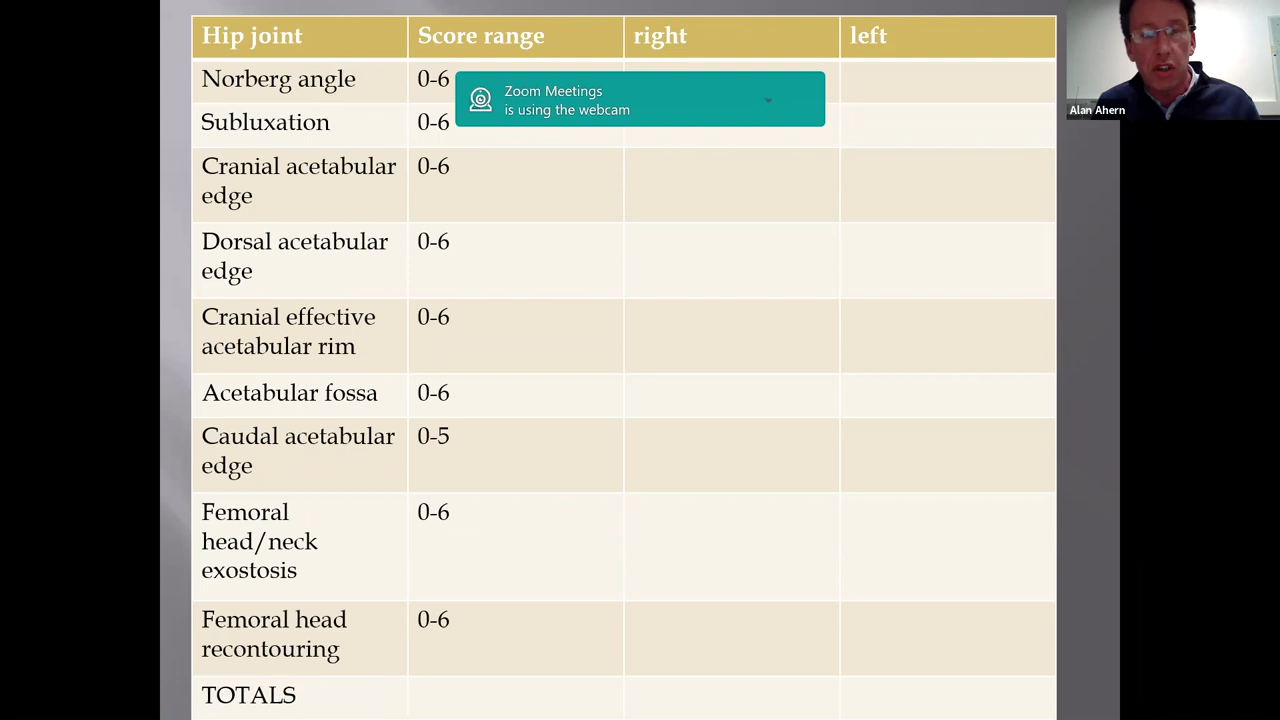 Hip joint
Score range
right
left
Norberg angle
0-6
Zoom Meetings
is using the webcam
Subluxation
0-6
Cranial acetabular
edge
0-6
Dorsal acetabular
edge
0-6
Cranial effective
acetabular rim
0-6
Acetabular fossa
0-6
Caudal acetabular
edge
0-5
Femoral
head/neck
exostosis
0-6
Femoral head
recontouring
0-6
TOTALS
Alan Ahern